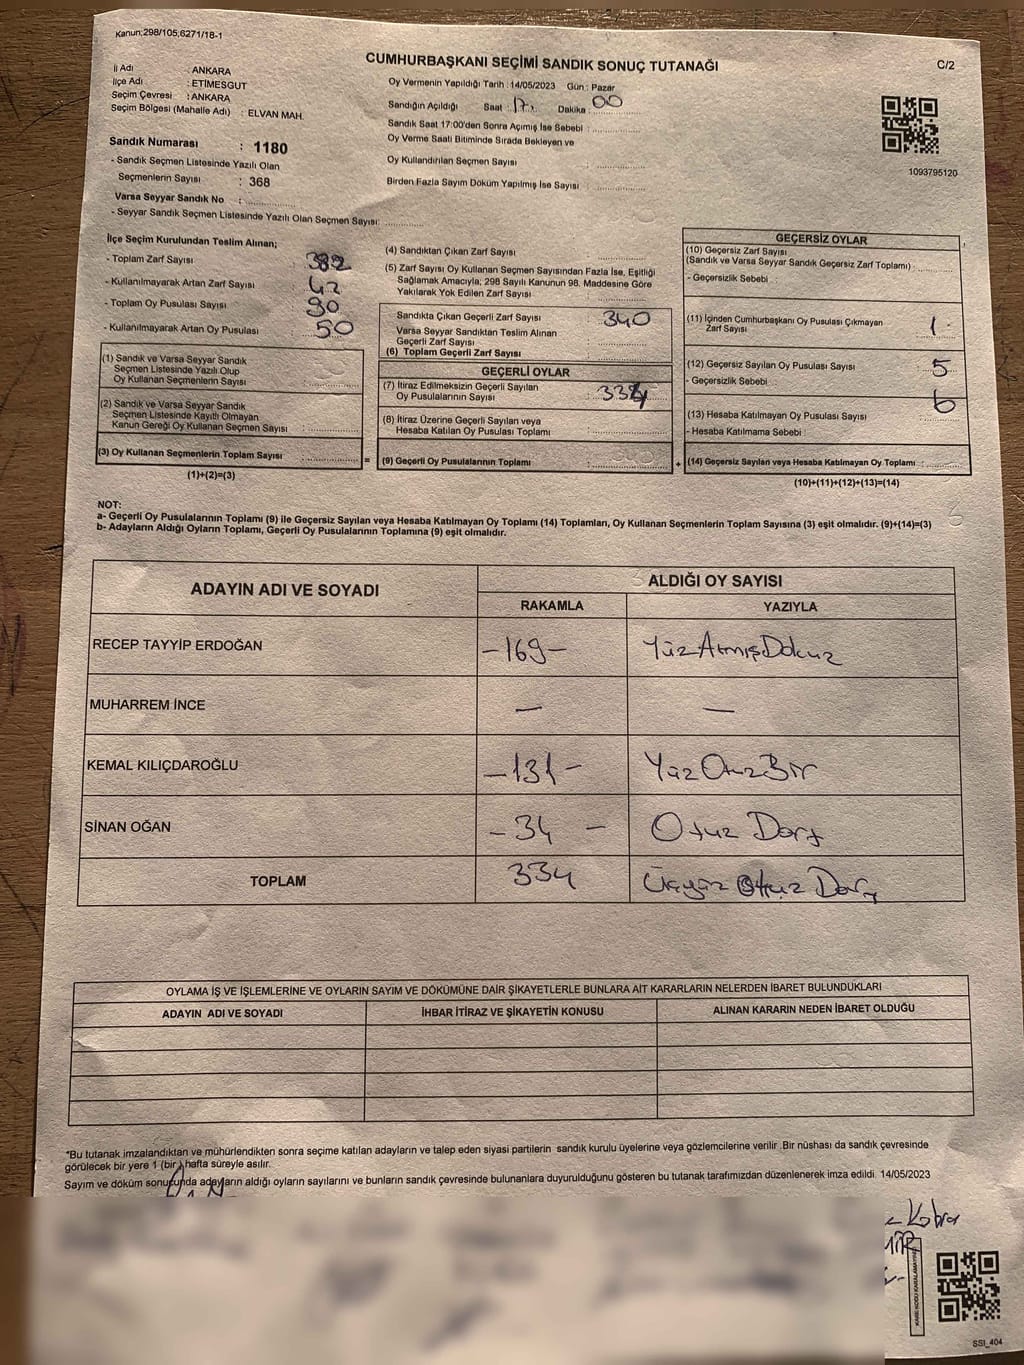 Kanun:298/105,6271/18-1
CUMHURBAŞKANI SEÇİMİ SANDIK SONUÇ TUTANAĞI
C/2
İl Adı : ANKARA
İlçe Adı : ETİMESGUT
Seçim Çevresi : ANKARA
Seçim Bölgesi (Mahalle Adı) : ELVAN MAH.
Oy Vermenin Yapıldığı Tarih : 14/05/2023 Gün : Pazar
Sandığın Açıldığı Saat 17 Dakika 00
Sandık Saat 17:00'den Sonra Açılmış İse Sebebi
Oy Verme Saati Bitiminde Sırada Bekleyen ve
Oy Kullandırılan Seçmen Sayısı
Birden Fazla Sayım Döküm Yapılmış İse Sayısı
1093795120
Sandık Numarası : 1180
- Sandık Seçmen Listesinde Yazılı Olan
Seçmenlerin Sayısı : 368
Varsa Seyyar Sandık No :
- Seyyar Sandık Seçmen Listesinde Yazılı Olan Seçmen Sayısı:
İlçe Seçim Kurulundan Teslim Alınan;
- Toplam Zarf Sayısı 382
- Kullanılmayarak Artan Zarf Sayısı 42
- Toplam Oy Pusulası Sayısı
- Kullanılmayarak Artan Oy Pusulası 50
(1) Sandık ve Varsa Seyyar Sandık
Seçmen Listesinde Yazılı Olup
Oy Kullanan Seçmenlerin Sayısı
(2) Sandık ve Varsa Seyyar Sandık
Seçmen Listesinde Kayıtlı Olmayan
Kanun Gereği Oy Kullanan Seçmen Sayısı
(3) Oy Kullanan Seçmenlerin Toplam Sayısı
(1)+(2)=(3)
=
(4) Sandıktan Çıkan Zarf Sayısı
(5) Zarf Sayısı Oy Kullanan Seçmen Sayısından Fazla İse, Eşitliği
Sağlamak Amacıyla; 298 Sayılı Kanunun 98. Maddesine Göre
Yakılarak Yok Edilen Zarf Sayısı
Sandıkta Çıkan Geçerli Zarf Sayısı 340
Varsa Seyyar Sandıktan Teslim Alınan
Geçerli Zarf Sayısı
(6) Toplam Geçerli Zarf Sayısı
GEÇERLİ OYLAR
(7) İtiraz Edilmeksizin Geçerli Sayılan
Oy Pusulalarının Sayısı 334
(8) İtiraz Üzerine Geçerli Sayılan veya
Hesaba Katılan Oy Pusulası Toplamı
(9) Geçerli Oy Pusulalarının Toplamı
+
GEÇERSİZ OYLAR
(10) Geçersiz Zarf Sayısı
(Sandık ve Varsa Seyyar Sandık Geçersiz Zarf Toplamı)
- Geçersizlik Sebebi
(11) İçinden Cumhurbaşkanı Oy Pusulası Çıkmayan
Zarf Sayısı 1
(12) Geçersiz Sayılan Oy Pusulası Sayısı 5
- Geçersizlik Sebebi
6
(13) Hesaba Katılmayan Oy Pusulası Sayısı
- Hesaba Katılmama Sebebi
(14) Geçersiz Sayılan veya Hesaba Katılmayan Oy Toplamı
(10)+(11)+(12)+(13)=(14)
NOT:
a- Geçerli Oy Pusulalarının Toplamı (9) ile Geçersiz Sayılan veya Hesaba Katılmayan Oy Toplamı (14) Toplamları, Oy Kullanan Seçmenlerin Toplam Sayısına (3) eşit olmalıdır. (9)+(14)=(3)
b- Adayların Aldığı Oyların Toplamı, Geçerli Oy Pusulalarının Toplamına (9) eşit olmalıdır.
ADAYIN ADI VE SOYADI ALDIĞI OY SAYISI
RAKAMLA YAZIYLA
RECEP TAYYİP ERDOĞAN -169- Yüz Atmış Dokuz
MUHARREM İNCE — —
KEMAL KILIÇDAROĞLU -131- Yüz Otuz Bir
SİNAN OĞAN -34- Otuz Dört
TOPLAM 334 Üçyüz Otuz Dört
OYLAMA İŞ VE İŞLEMLERİNE VE OYLARIN SAYIM VE DÖKÜMÜNE DAİR ŞİKAYETLERLE BUNLARA AİT KARARLARIN NELERDEN İBARET BULUNDUKLARI
ADAYIN ADI VE SOYADI İHBAR İTİRAZ VE ŞİKAYETİN KONUSU ALINAN KARARIN NEDEN İBARET OLDUĞU
*Bu tutanak imzalandıktan ve mühürlendikten sonra seçime katılan adayların ve talep eden siyasi partilerin sandık kurulu üyelerine veya gözlemcilerine verilir .Bir nüshası da sandık çevresinde
görülecek bir yere 1 (bir ) hafta süreyle asılır.
Sayım ve döküm sonucunda adayların aldığı oyların sayılarını ve bunların sandık çevresinde bulunanlara duyurulduğunu gösteren bu tutanak tarafımızdan düzenlenerek imza edildi. 14/05/2023
SSI_404